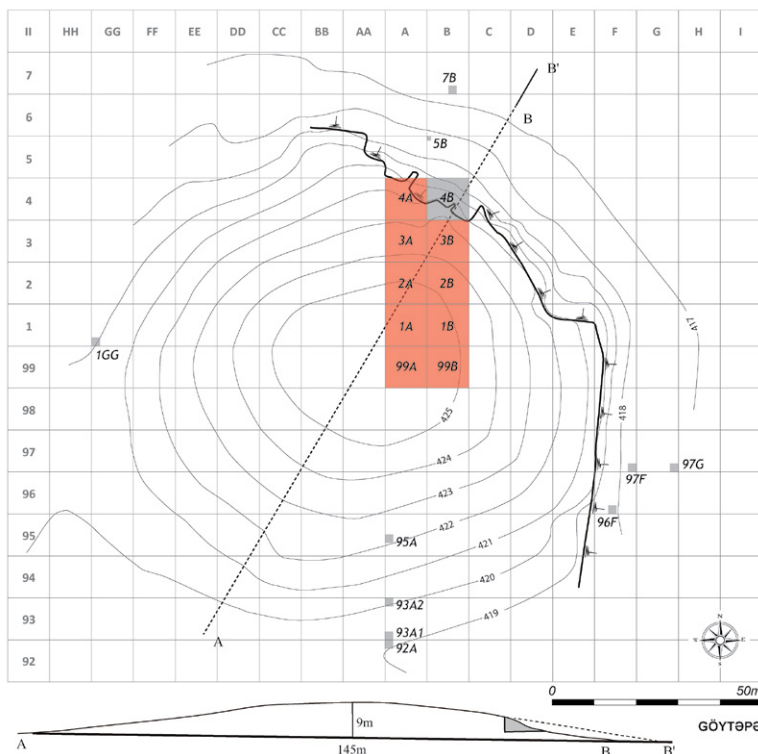 II HH GG FF EE DD CC BB AA A B C D E F G H I
7 7B B'
6 B
5 5B
4 4A 4B
3 3A 3B
2 2A 2B
1 1A 1B 417
1GG
99 99A 99B
98 425 418
97 424 97F 97G
96 423 96F
95 422 95A 421
94 420
93 93A2 419
A 93A1
92 92A
N E S W
0 50m
9m
GÖYTƏPƏ
A B B'
145m